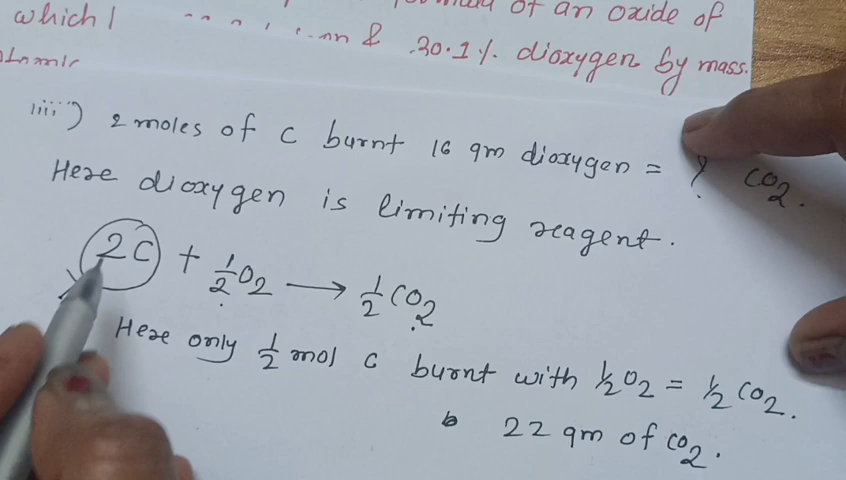 of an oxide of
which & 30.1% dioxygen by mass.
iiii) 2 moles of c burnt 16 gm dioxygen = ? CO2.
Here dioxygen is limiting reagent.
2C + 1/2 O2 → 1/2 CO2
Here only 1/2 mol c burnt with 1/2 O2 = 1/2 CO2.
22 gm of CO2.